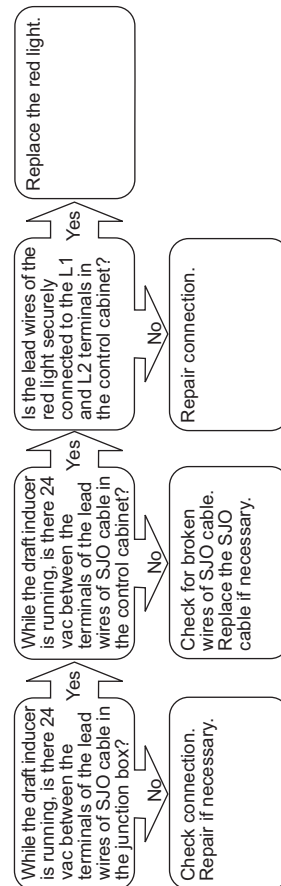 While the draft inducer
is running, is there 24
vac between the
terminals of the lead
wires of SJO cable in
the junction box?
Yes
No
Check connection.
Repair if necessary.
While the draft inducer
is running, is there 24
vac between the
terminals of the lead
wires of SJO cable in
the control cabinet?
Yes
No
Check for broken
wires of SJO cable.
Replace the SJO
cable if necessary.
Is the lead wires of the
red light securely
connected to the L1
and L2 terminals in
the control cabinet?
Yes
No
Repair connection.
Replace the red light.